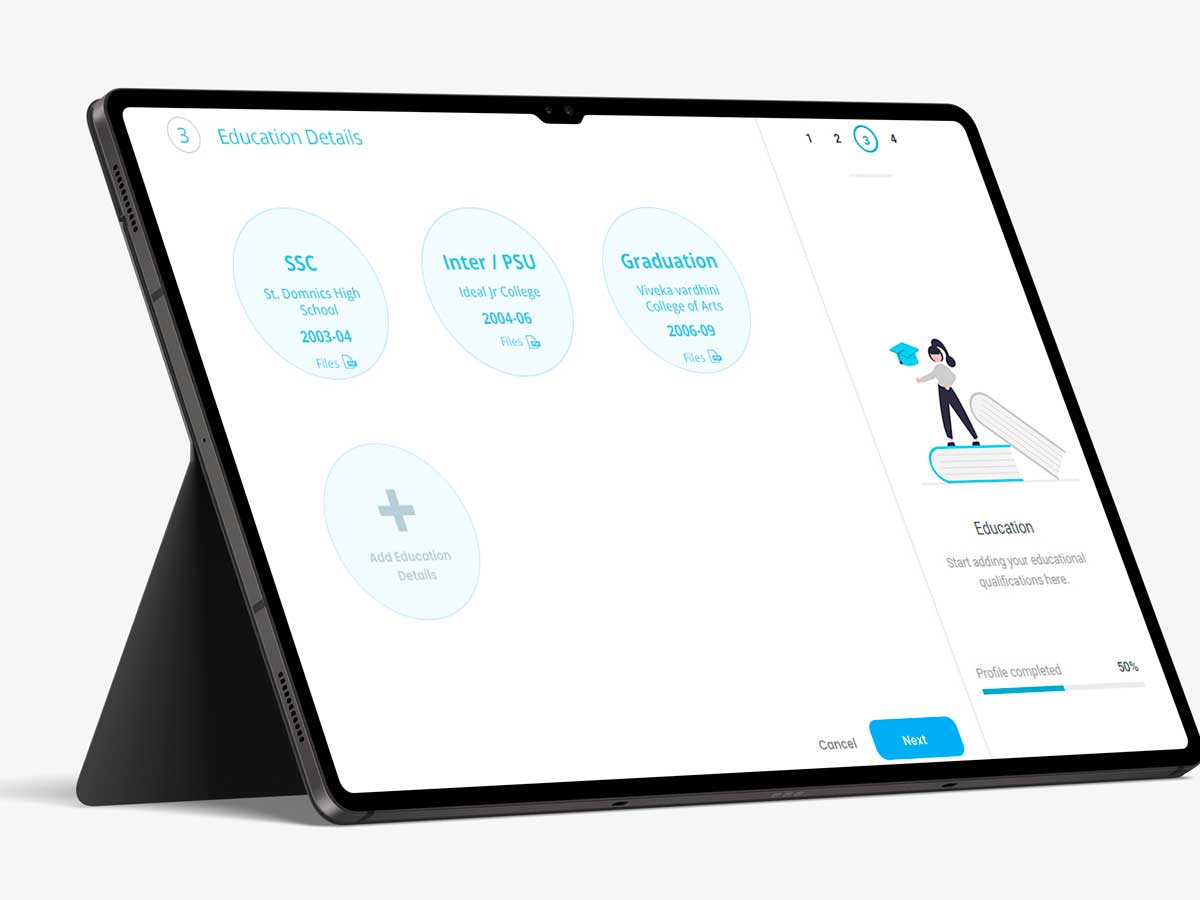 3 Education Details
1 2 3 4
SSC
St. Domnics High
School
2003-04
Files
Inter / PSU
Ideal Jr College
2004-06
Files
Graduation
Viveka vardhini
College of Arts
2006-09
Files
Add Education
Details
Education
Start adding your educational
qualifications here.
Profile completed 50%
Cancel Next